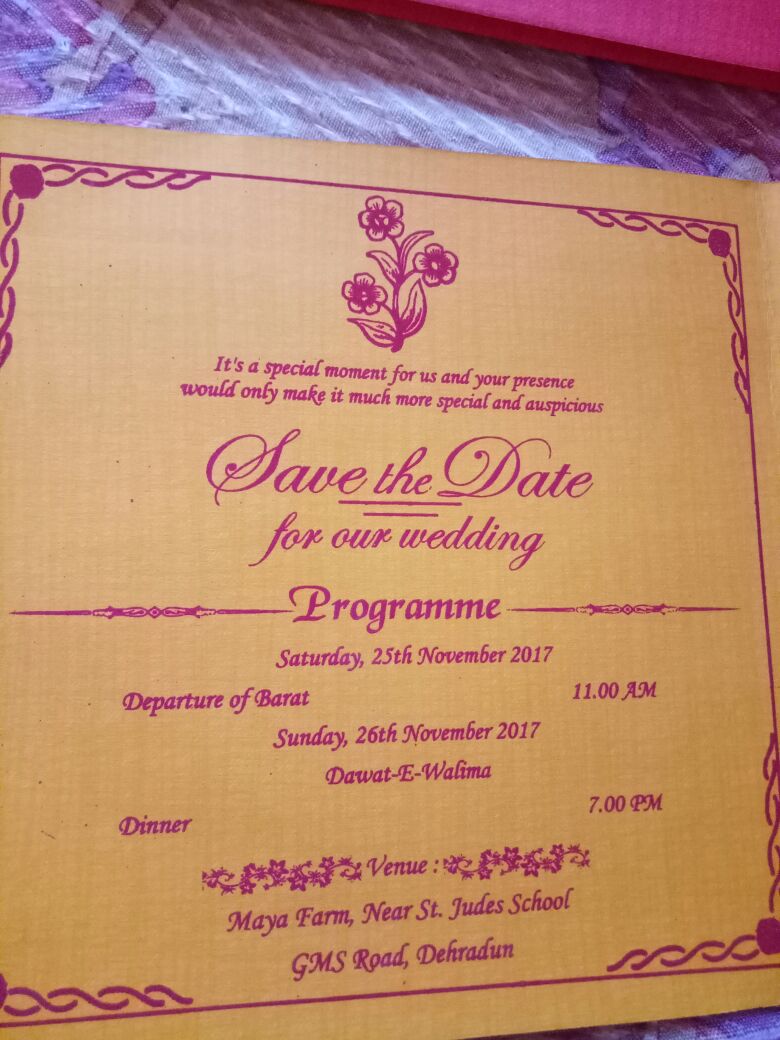 It's a special moment for us and your presence
would only make it much more special and auspicious
Save the Date
for our wedding
Programme
Saturday, 25th November 2017
Departure of Barat 11.00 AM
Sunday, 26th November 2017
Dawat-E-Walima
Dinner 7.00 PM
Venue :
Maya Farm, Near St. Judes School
GMS Road, Dehradun